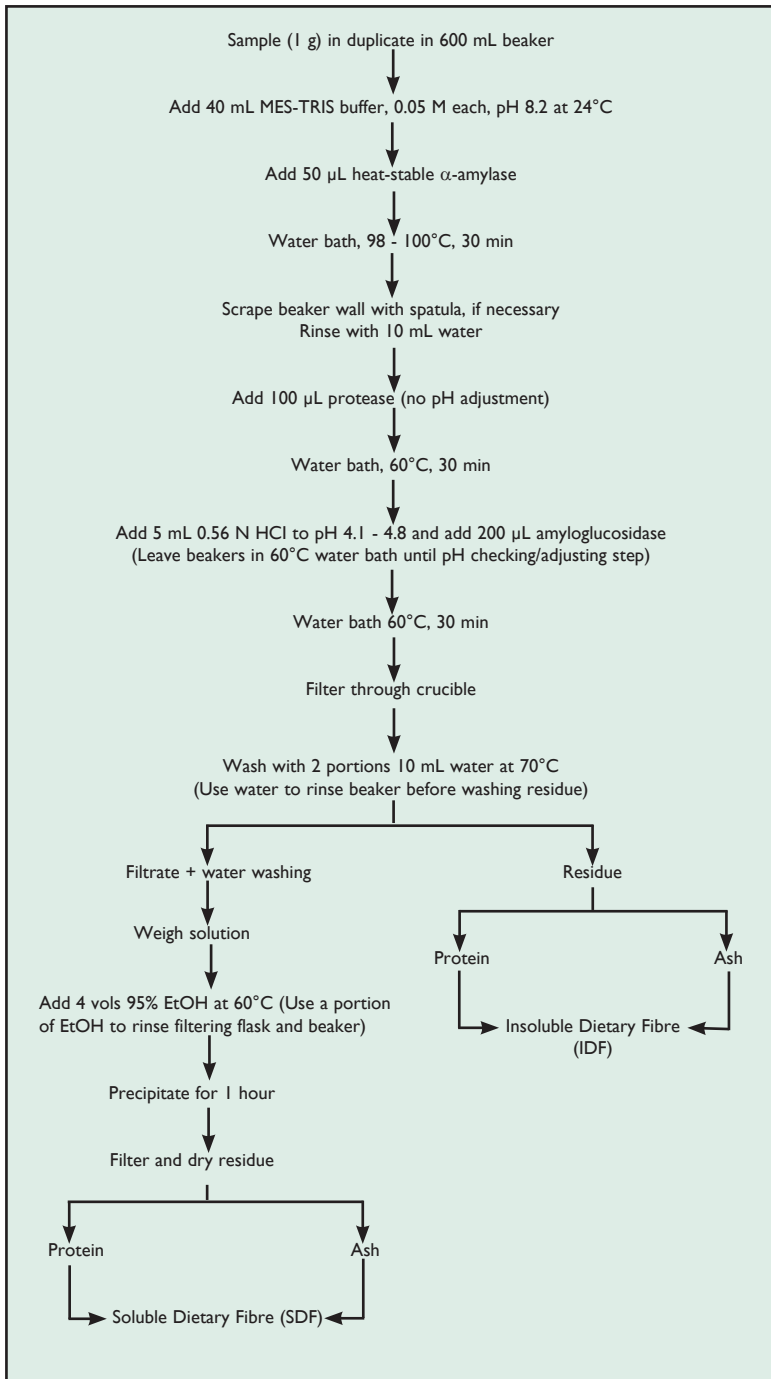 Sample (1 g) in duplicate in 600 mL beaker
Add 40 mL MES-TRIS buffer, 0.05 M each, pH 8.2 at 24°C
Add 50 µL heat-stable α-amylase
Water bath, 98 - 100°C, 30 min
Scrape beaker wall with spatula, if necessary
Rinse with 10 mL water
Add 100 µL protease (no pH adjustment)
Water bath, 60°C, 30 min
Add 5 mL 0.56 N HCl to pH 4.1 - 4.8 and add 200 µL amyloglucosidase
(Leave beakers in 60°C water bath until pH checking/adjusting step)
Water bath 60°C, 30 min
Filter through crucible
Wash with 2 portions 10 mL water at 70°C
(Use water to rinse beaker before washing residue)
Filtrate + water washing
Weigh solution
Add 4 vols 95% EtOH at 60°C (Use a portion
of EtOH to rinse filtering flask and beaker)
Precipitate for 1 hour
Filter and dry residue
Protein
Ash
Soluble Dietary Fibre (SDF)
Residue
Protein
Ash
Insoluble Dietary Fibre
(IDF)